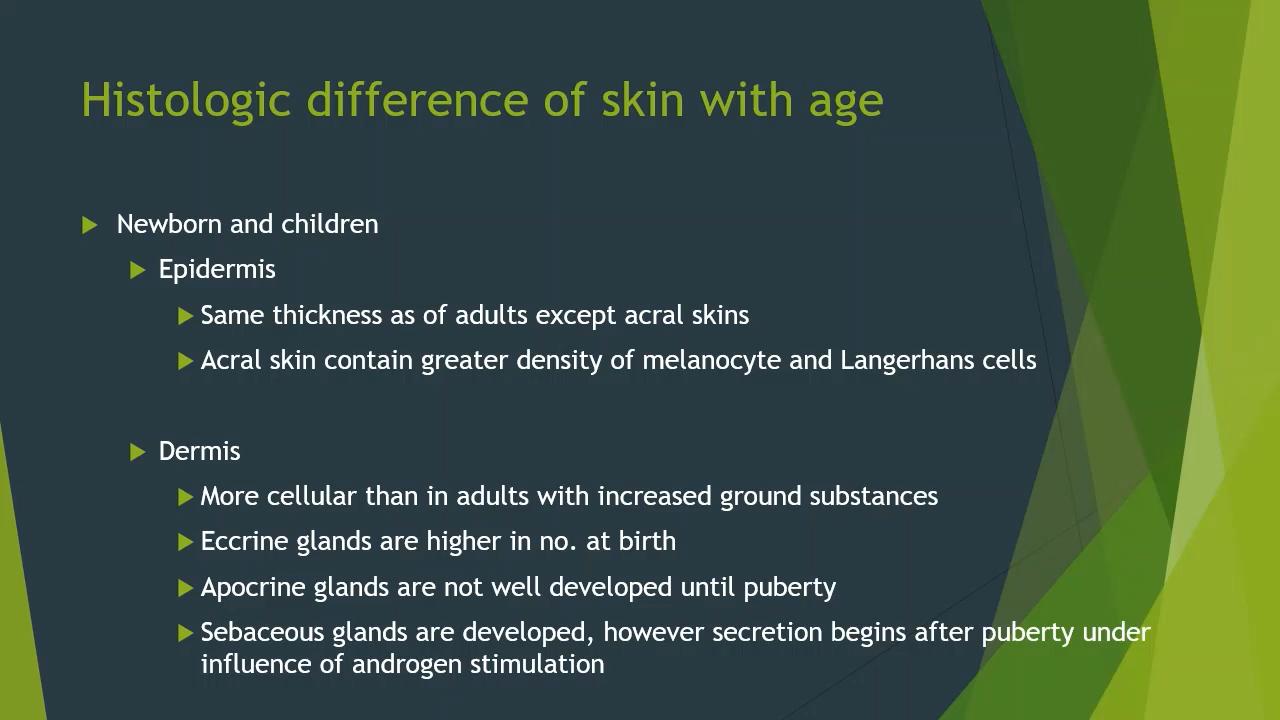 Histologic difference of skin with age
Newborn and children
Epidermis
Same thickness as of adults except acral skins
Acral skin contain greater density of melanocyte and Langerhans cells
Dermis
More cellular than in adults with increased ground substances
Eccrine glands are higher in no. at birth
Apocrine glands are not well developed until puberty
Sebaceous glands are developed, however secretion begins after puberty under
influence of androgen stimulation